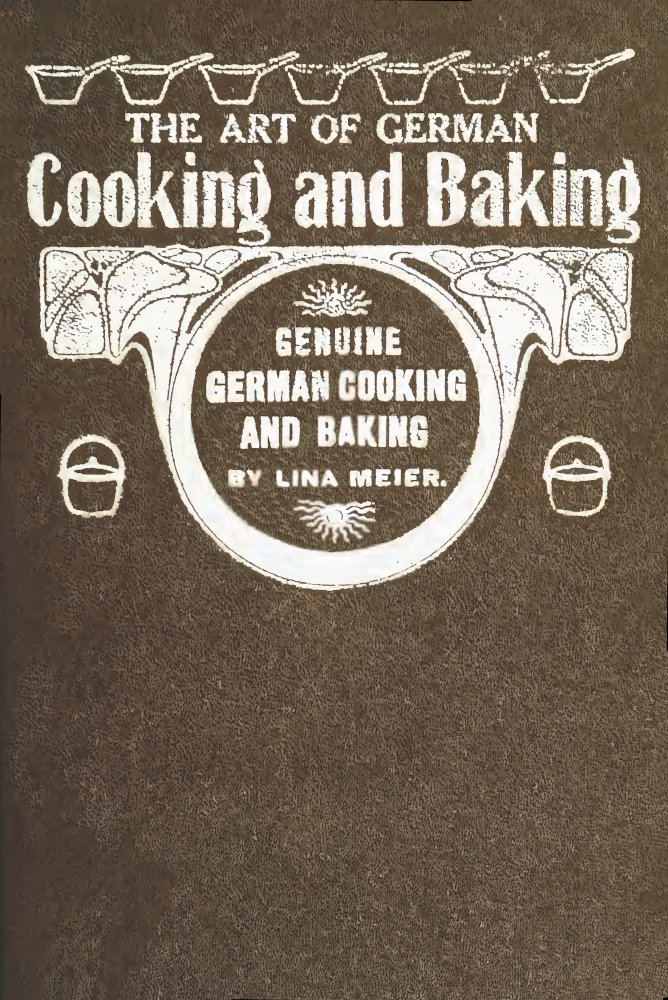 THE ART OF GERMAN
Cooking and Baking
GENUINE
GERMAN COOKING
AND BAKING
BY LINA MEIER.